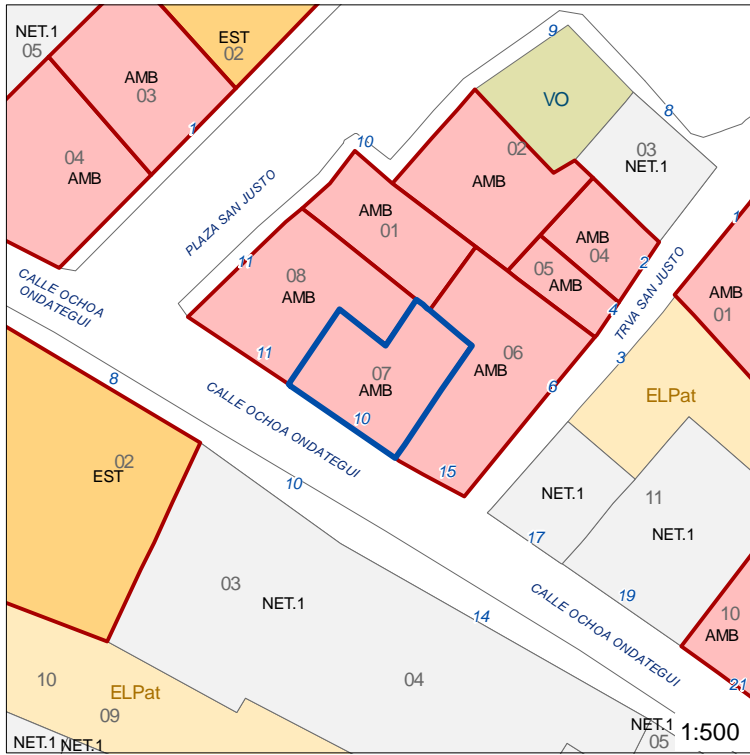 NET.1
05
EST
02
AMB
03
04
AMB
1
9
VO
8
03
NET.1
10
02
AMB
PLAZA SAN JUSTO
AMB
01
AMB
04
2
1
11
08
AMB
05
AMB
4
TRVA SAN JUSTO
AMB
01
CALLE OCHOA
ONDATEGUI
11
07
AMB
06
AMB
3
6
8
10
CALLE OCHOA ONDATEGUI
ELPat
15
02
EST
10
NET.1
11
NET.1
17
03
NET.1
19
CALLE OCHOA ONDATEGUI
14
10
AMB
21
10
ELPat
09
04
NET.1
NET.1
NET.1
05
1:500